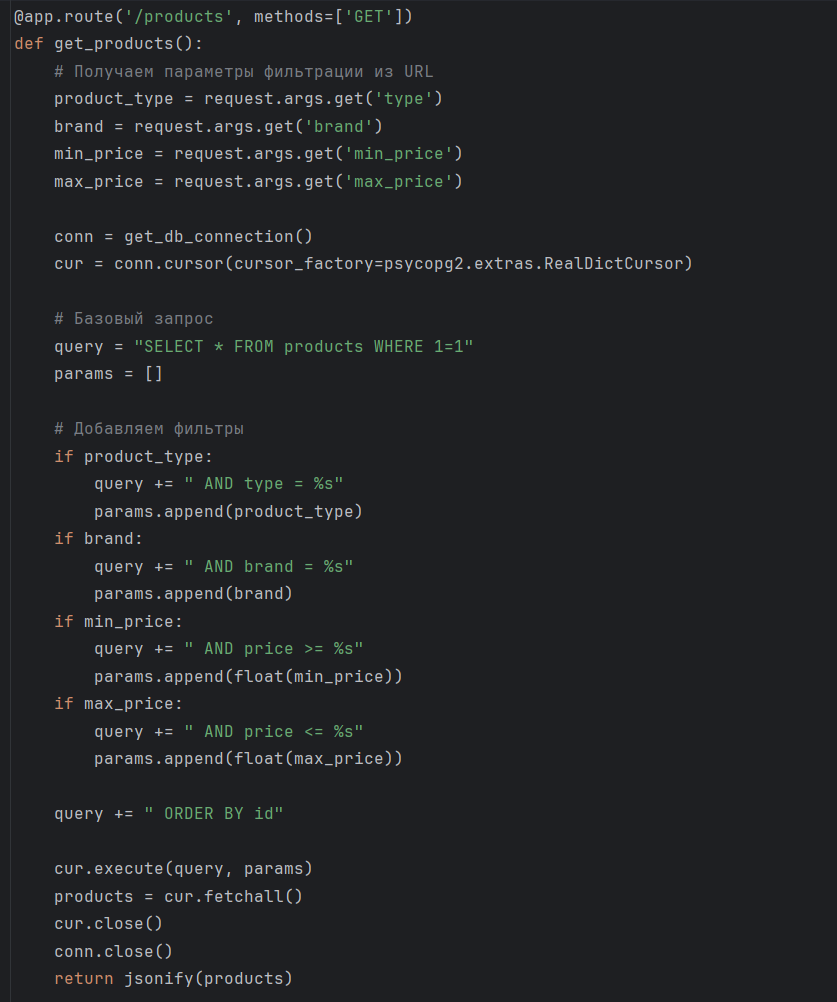 @app.route('/products', methods=['GET'])
def get_products():
    # Получаем параметры фильтрации из URL
    product_type = request.args.get('type')
    brand = request.args.get('brand')
    min_price = request.args.get('min_price')
    max_price = request.args.get('max_price')

    conn = get_db_connection()
    cur = conn.cursor(cursor_factory=psycopg2.extras.RealDictCursor)

    # Базовый запрос
    query = "SELECT * FROM products WHERE 1=1"
    params = []

    # Добавляем фильтры
    if product_type:
        query += " AND type = %s"
        params.append(product_type)
    if brand:
        query += " AND brand = %s"
        params.append(brand)
    if min_price:
        query += " AND price >= %s"
        params.append(float(min_price))
    if max_price:
        query += " AND price <= %s"
        params.append(float(max_price))

    query += " ORDER BY id"

    cur.execute(query, params)
    products = cur.fetchall()
    cur.close()
    conn.close()
    return jsonify(products)